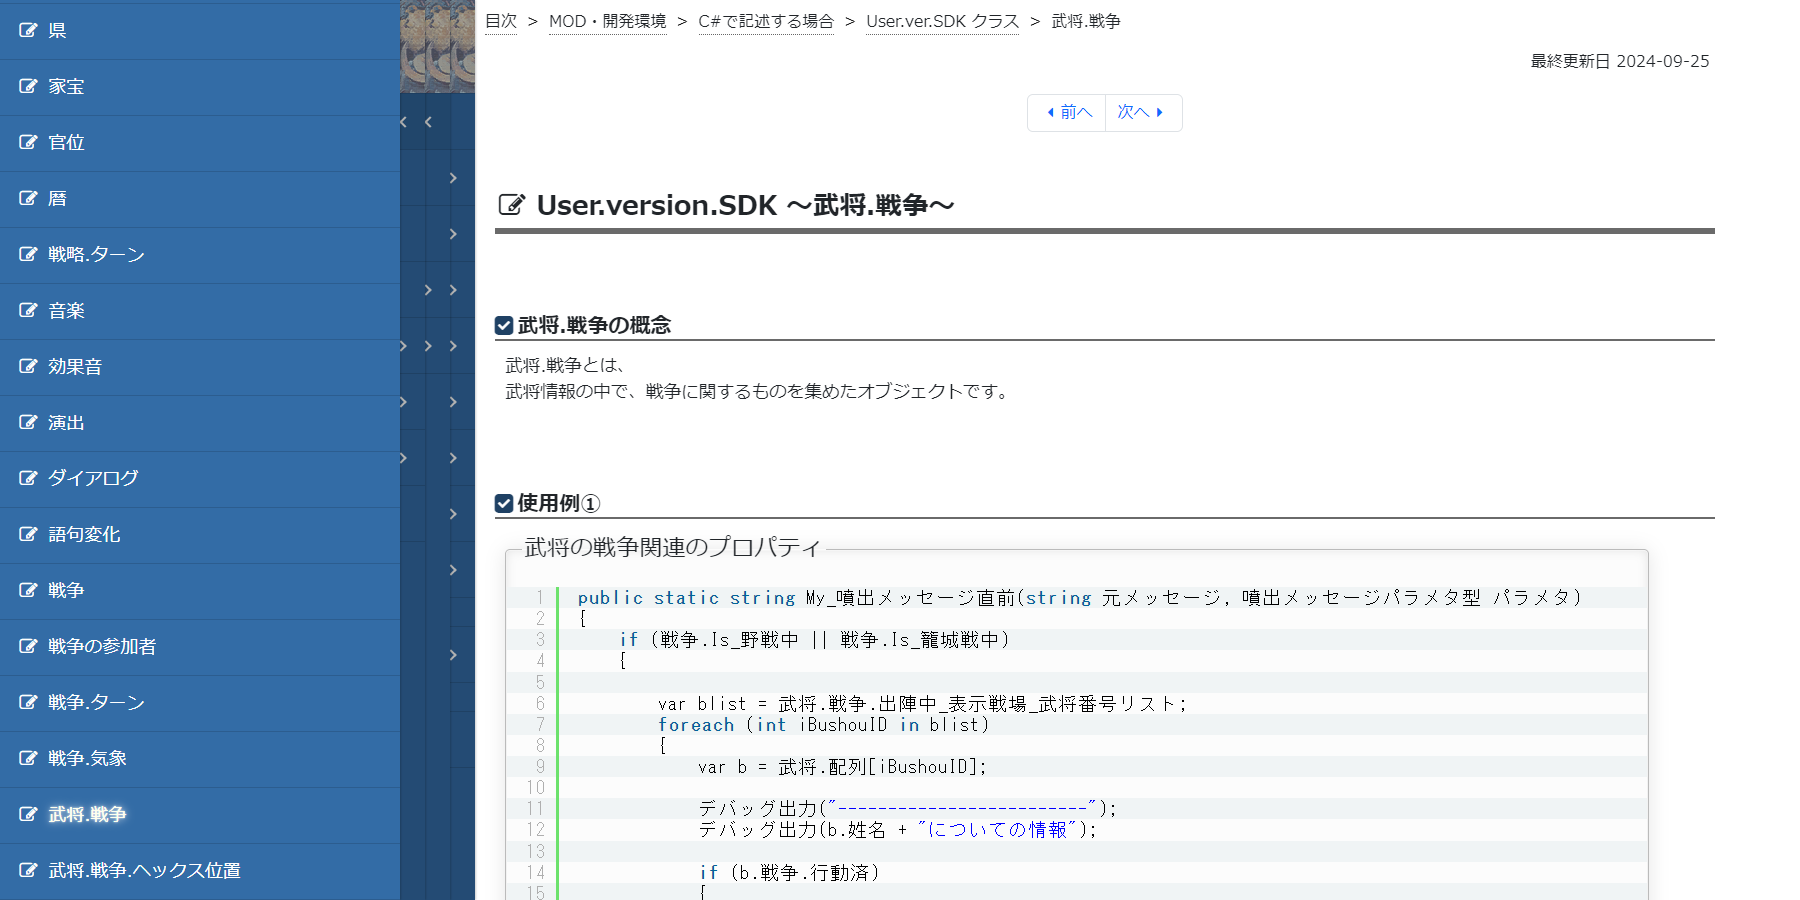 県
家宝
官位
暦
戦略.ターン
音楽
効果音
演出
ダイアログ
語句変化
戦争
戦争の参加者
戦争.ターン
戦争.気象
武将.戦争
武将.戦争.ヘックス位置
目次 > MOD・開発環境 > C#で記述する場合 > User.ver.SDK クラス > 武将.戦争
最終更新日 2024-09-25
前へ 次へ
User.version.SDK ～武将.戦争～
武将.戦争の概念
武将.戦争とは、
武将情報の中で、戦争に関するものを集めたオブジェクトです。
使用例①
武将の戦争関連のプロパティ
1 public static string My_噴出メッセージ直前(string 元メッセージ, 噴出メッセージパラメタ型 パラメタ)
2 {
3 if (戦争.Is_野戦中 || 戦争.Is_籠城戦中)
4 {
5
6 var blist = 武将.戦争.出陣中_表示戦場_武将番号リスト;
7 foreach (int iBushouID in blist)
8 {
9 var b = 武将.配列[iBushouID];
10
11 デバッグ出力("-------------------------");
12 デバッグ出力(b.姓名 + "についての情報");
13
14 if (b.戦争.行動済)
15 {